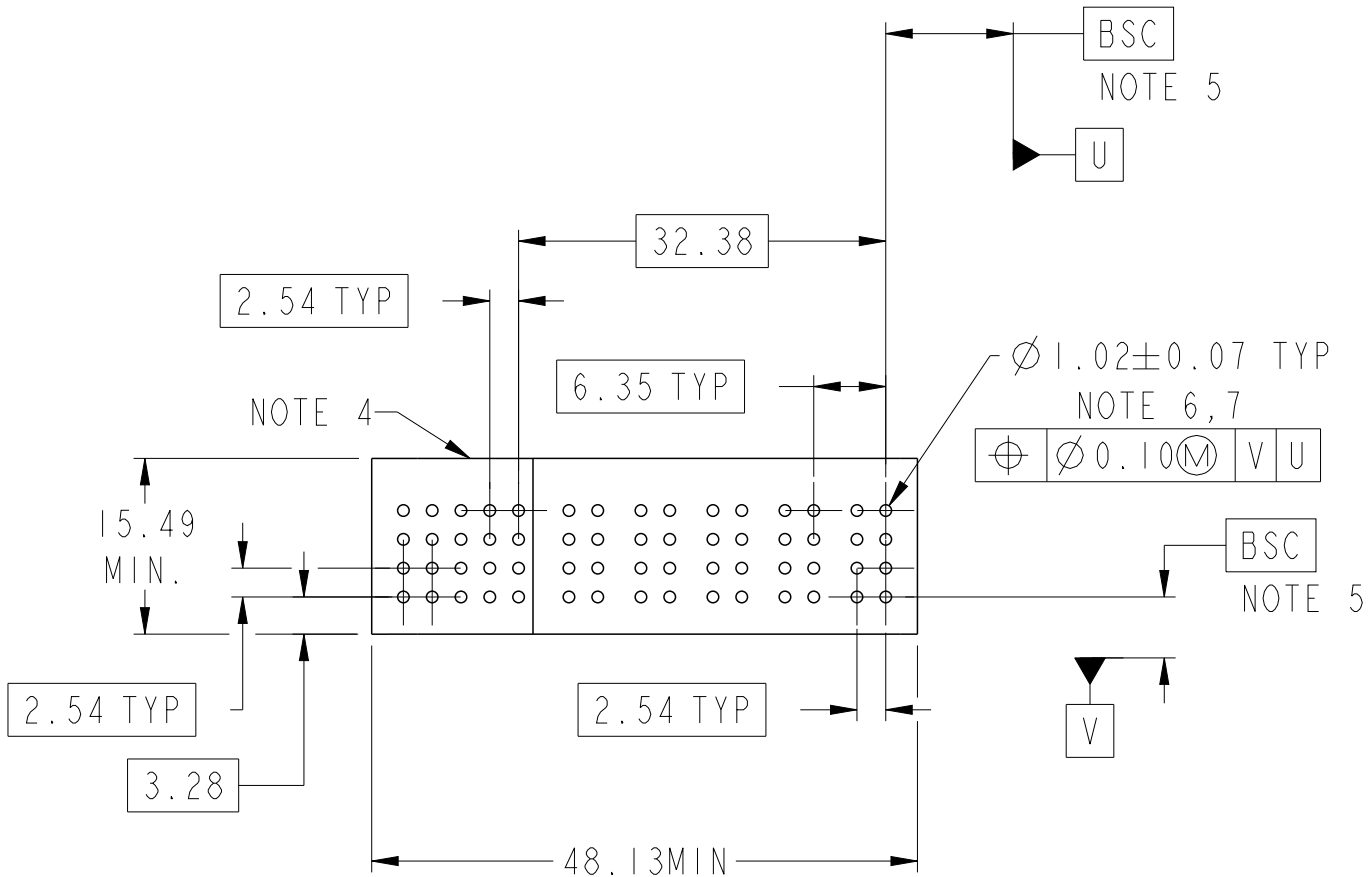 BSC
NOTE 5
U
32.38
2.54 TYP
6.35 TYP
Ø1.02±0.07 TYP
NOTE 6,7
⌖ Ø0.10Ⓜ V U
NOTE 4
15.49
MIN.
BSC
NOTE 5
2.54 TYP
2.54 TYP
V
3.28
48.13MIN